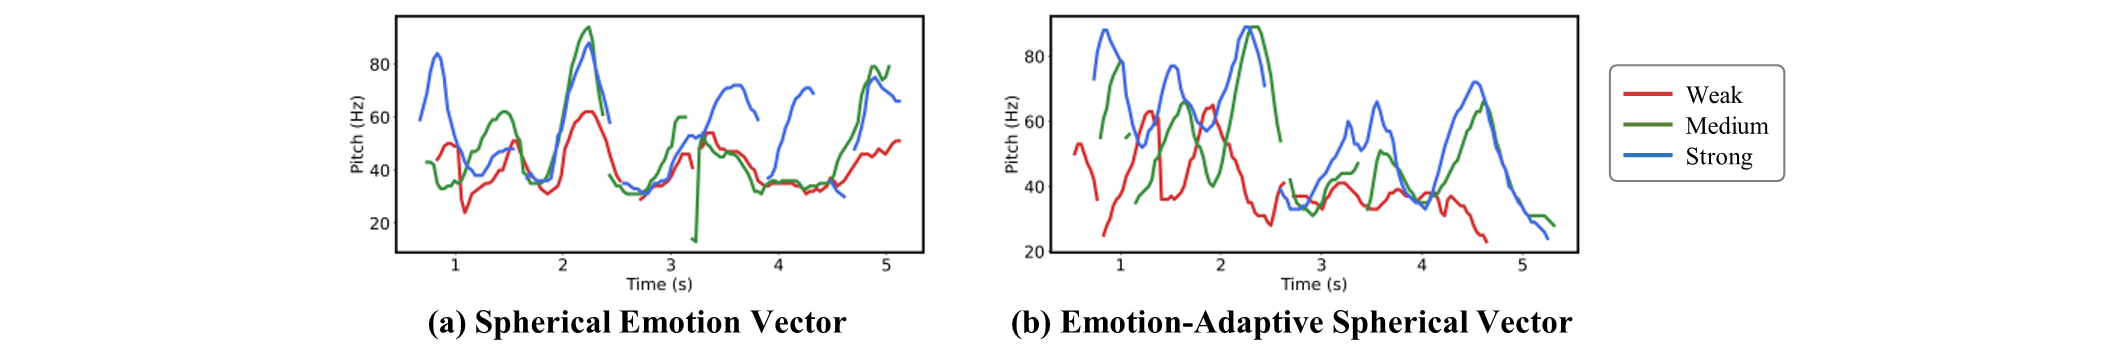 80
60
40
20
Pitch (Hz)
1 2 3 4 5
Time (s)
(a) Spherical Emotion Vector
80
60
40
20
Pitch (Hz)
1 2 3 4 5
Time (s)
(b) Emotion-Adaptive Spherical Vector
Weak
Medium
Strong